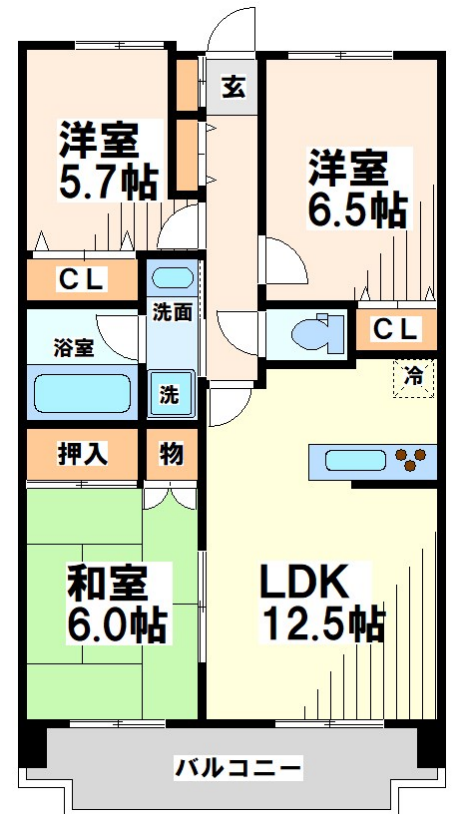 玄
洋室
5.7帖
洋室
6.5帖
CL
洗面
浴室
CL
洗
冷
押入
物
和室
6.0帖
LDK
12.5帖
バルコニー